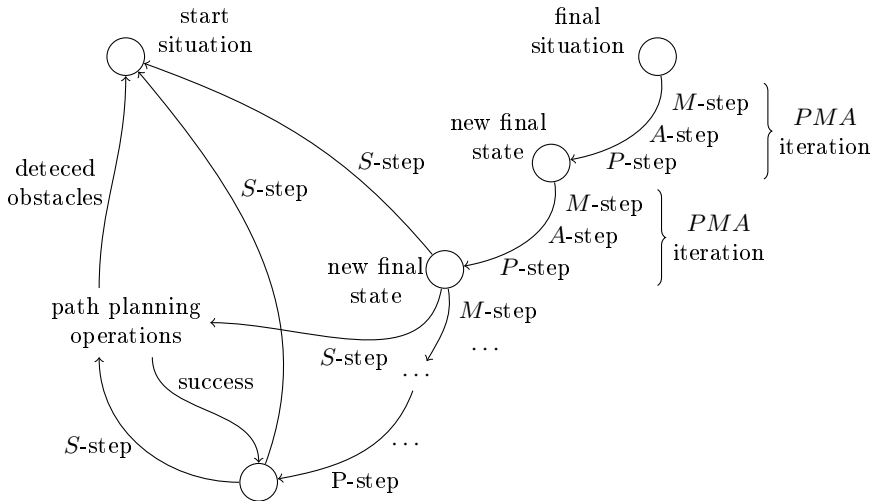 start
situation
final
situation
M-step
A-step
P-step
PMA
iteration
new final
state
S-step
deteced
obstacles
S-step
M-step
A-step
P-step
PMA
iteration
new final
state
path planning
operations
M-step
...
S-step
...
success
...
S-step
P-step